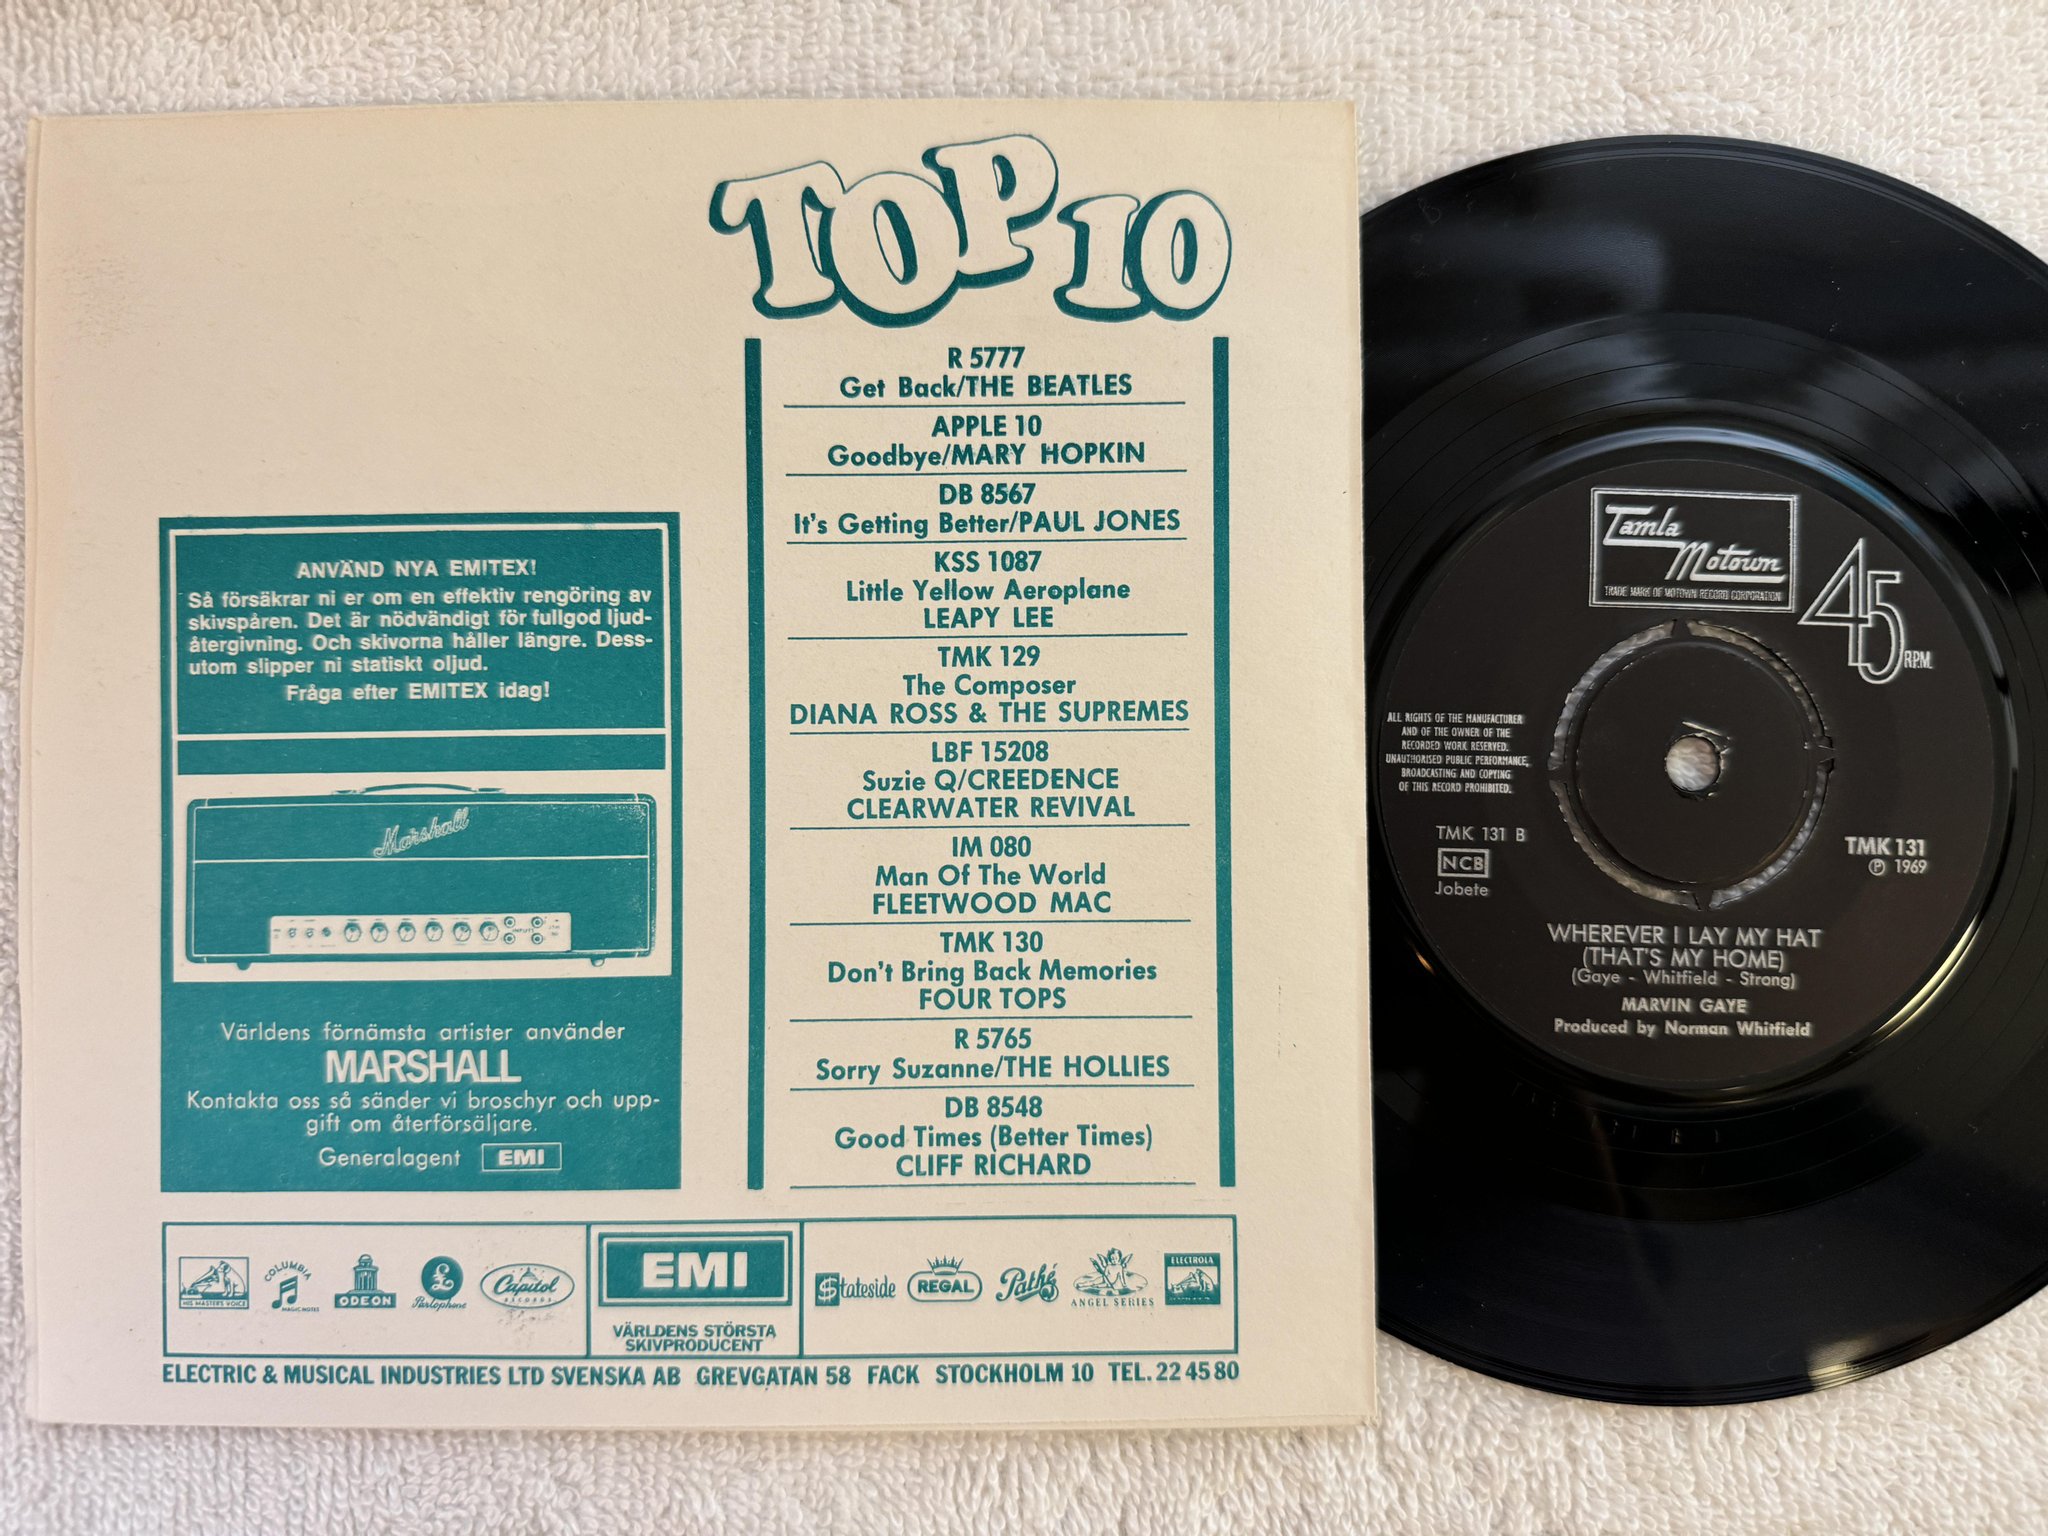 TOP 10
R 5777
Get Back/THE BEATLES
APPLE 10
Goodbye/MARY HOPKIN
DB 8567
It's Getting Better/PAUL JONES
KSS 1087
Little Yellow Aeroplane
LEAPY LEE
TMK 129
The Composer
DIANA ROSS & THE SUPREMES
LBF 15208
Suzie Q/CREEDENCE
CLEARWATER REVIVAL
IM 080
Man Of The World
FLEETWOOD MAC
TMK 130
Don't Bring Back Memories
FOUR TOPS
R 5765
Sorry Suzanne/THE HOLLIES
DB 8548
Good Times (Better Times)
CLIFF RICHARD
ANVÄND NYA EMITEX!
Så försäkrar ni er om en effektiv rengöring av
skivspåren. Det är nödvändigt för fullgod ljud-
återgivning. Och skivorna håller längre. Dess-
utom slipper ni statiskt oljud.
Fråga efter EMITEX idag!
Marshall
INPUT
Världens förnämsta artister använder
MARSHALL
Kontakta oss så sänder vi broschyr och upp-
gift om återförsäljare.
Generalagent EMI
HIS MASTER'S VOICE
COLUMBIA
MAGIC NOTES
ODEON
£
Parlophone
Capitol
RECORDS
EMI
VÄRLDENS STÖRSTA
SKIVPRODUCENT
$tateside
REGAL
Pathé
ANGEL SERIES
ELECTROLA
ELECTRIC & MUSICAL INDUSTRIES LTD SVENSKA AB GREVGATAN 58 FACK STOCKHOLM 10 TEL. 22 45 80
Tamla
Motown
TRADE MARK OF MOTOWN RECORD CORPORATION
45
R.P.M.
ALL RIGHTS OF THE MANUFACTURER
AND OF THE OWNER OF THE
RECORDED WORK RESERVED.
UNAUTHORISED PUBLIC PERFORMANCE,
BROADCASTING AND COPYING
OF THIS RECORD PROHIBITED.
TMK 131 B
NCB
Jobete
TMK 131
Ⓟ 1969
WHEREVER I LAY MY HAT
(THAT'S MY HOME)
(Gaye - Whitfield - Strong)
MARVIN GAYE
Produced by Norman Whitfield